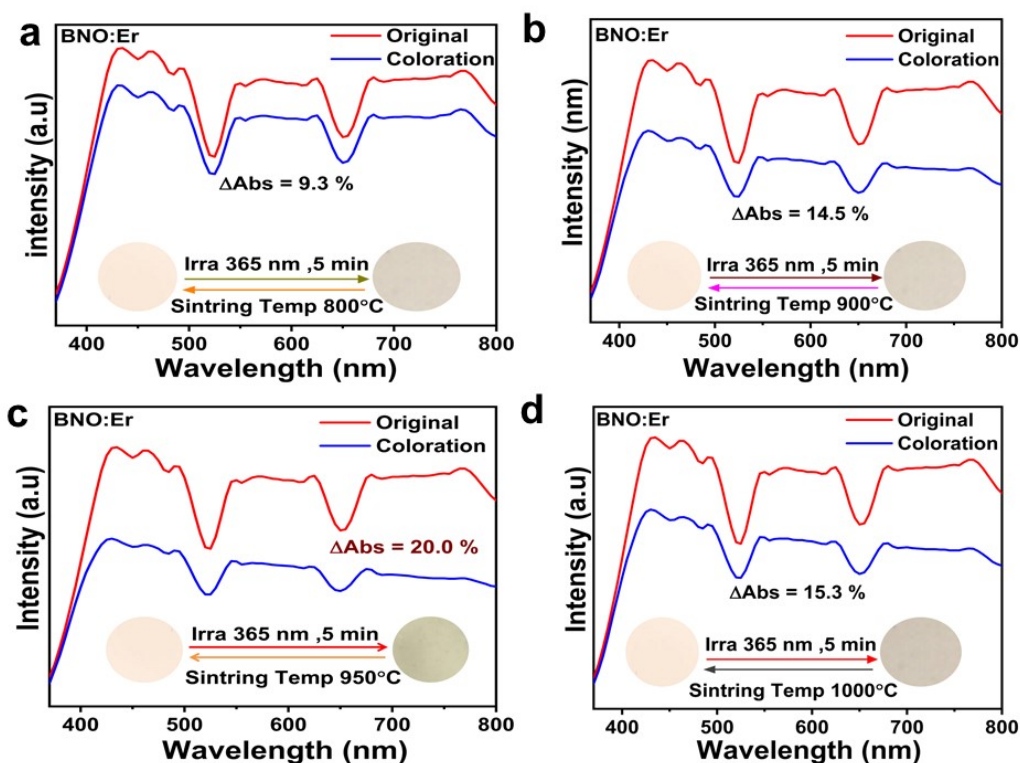 a
BNO:Er
Original
Coloration
ΔAbs = 9.3 %
Irra 365 nm ,5 min
Sintring Temp 800°C
intensity (a.u)
400 500 600 700 800
Wavelength (nm)
b
BNO:Er
Original
Coloration
ΔAbs = 14.5 %
Irra 365 nm ,5 min
Sintring Temp 900°C
Intensity (nm)
400 500 600 700 800
Wavelength (nm)
c
BNO:Er
Original
Coloration
ΔAbs = 20.0 %
Irra 365 nm ,5 min
Sintring Temp 950°C
Intensity (a.u)
400 500 600 700 800
Wavelength (nm)
d
BNO:Er
Original
Coloration
ΔAbs = 15.3 %
Irra 365 nm ,5 min
Sintring Temp 1000°C
Intensity (a.u)
400 500 600 700 800
Wavelength (nm)